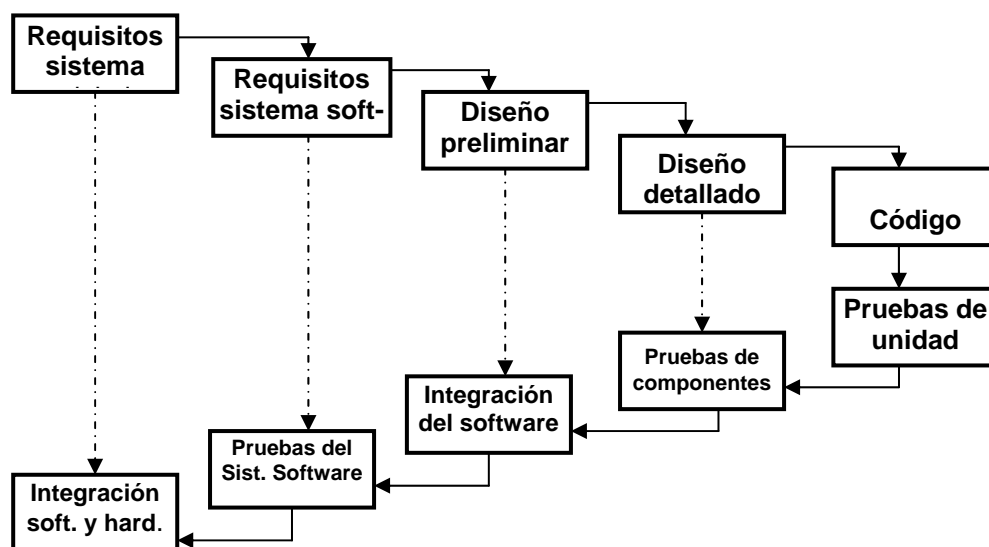 Requisitos
sistema
Requisitos
sistema soft-
Diseño
preliminar
Diseño
detallado
Código
Pruebas de
unidad
Pruebas de
componentes
Integración
del software
Pruebas del
Sist. Software
Integración
soft. y hard.